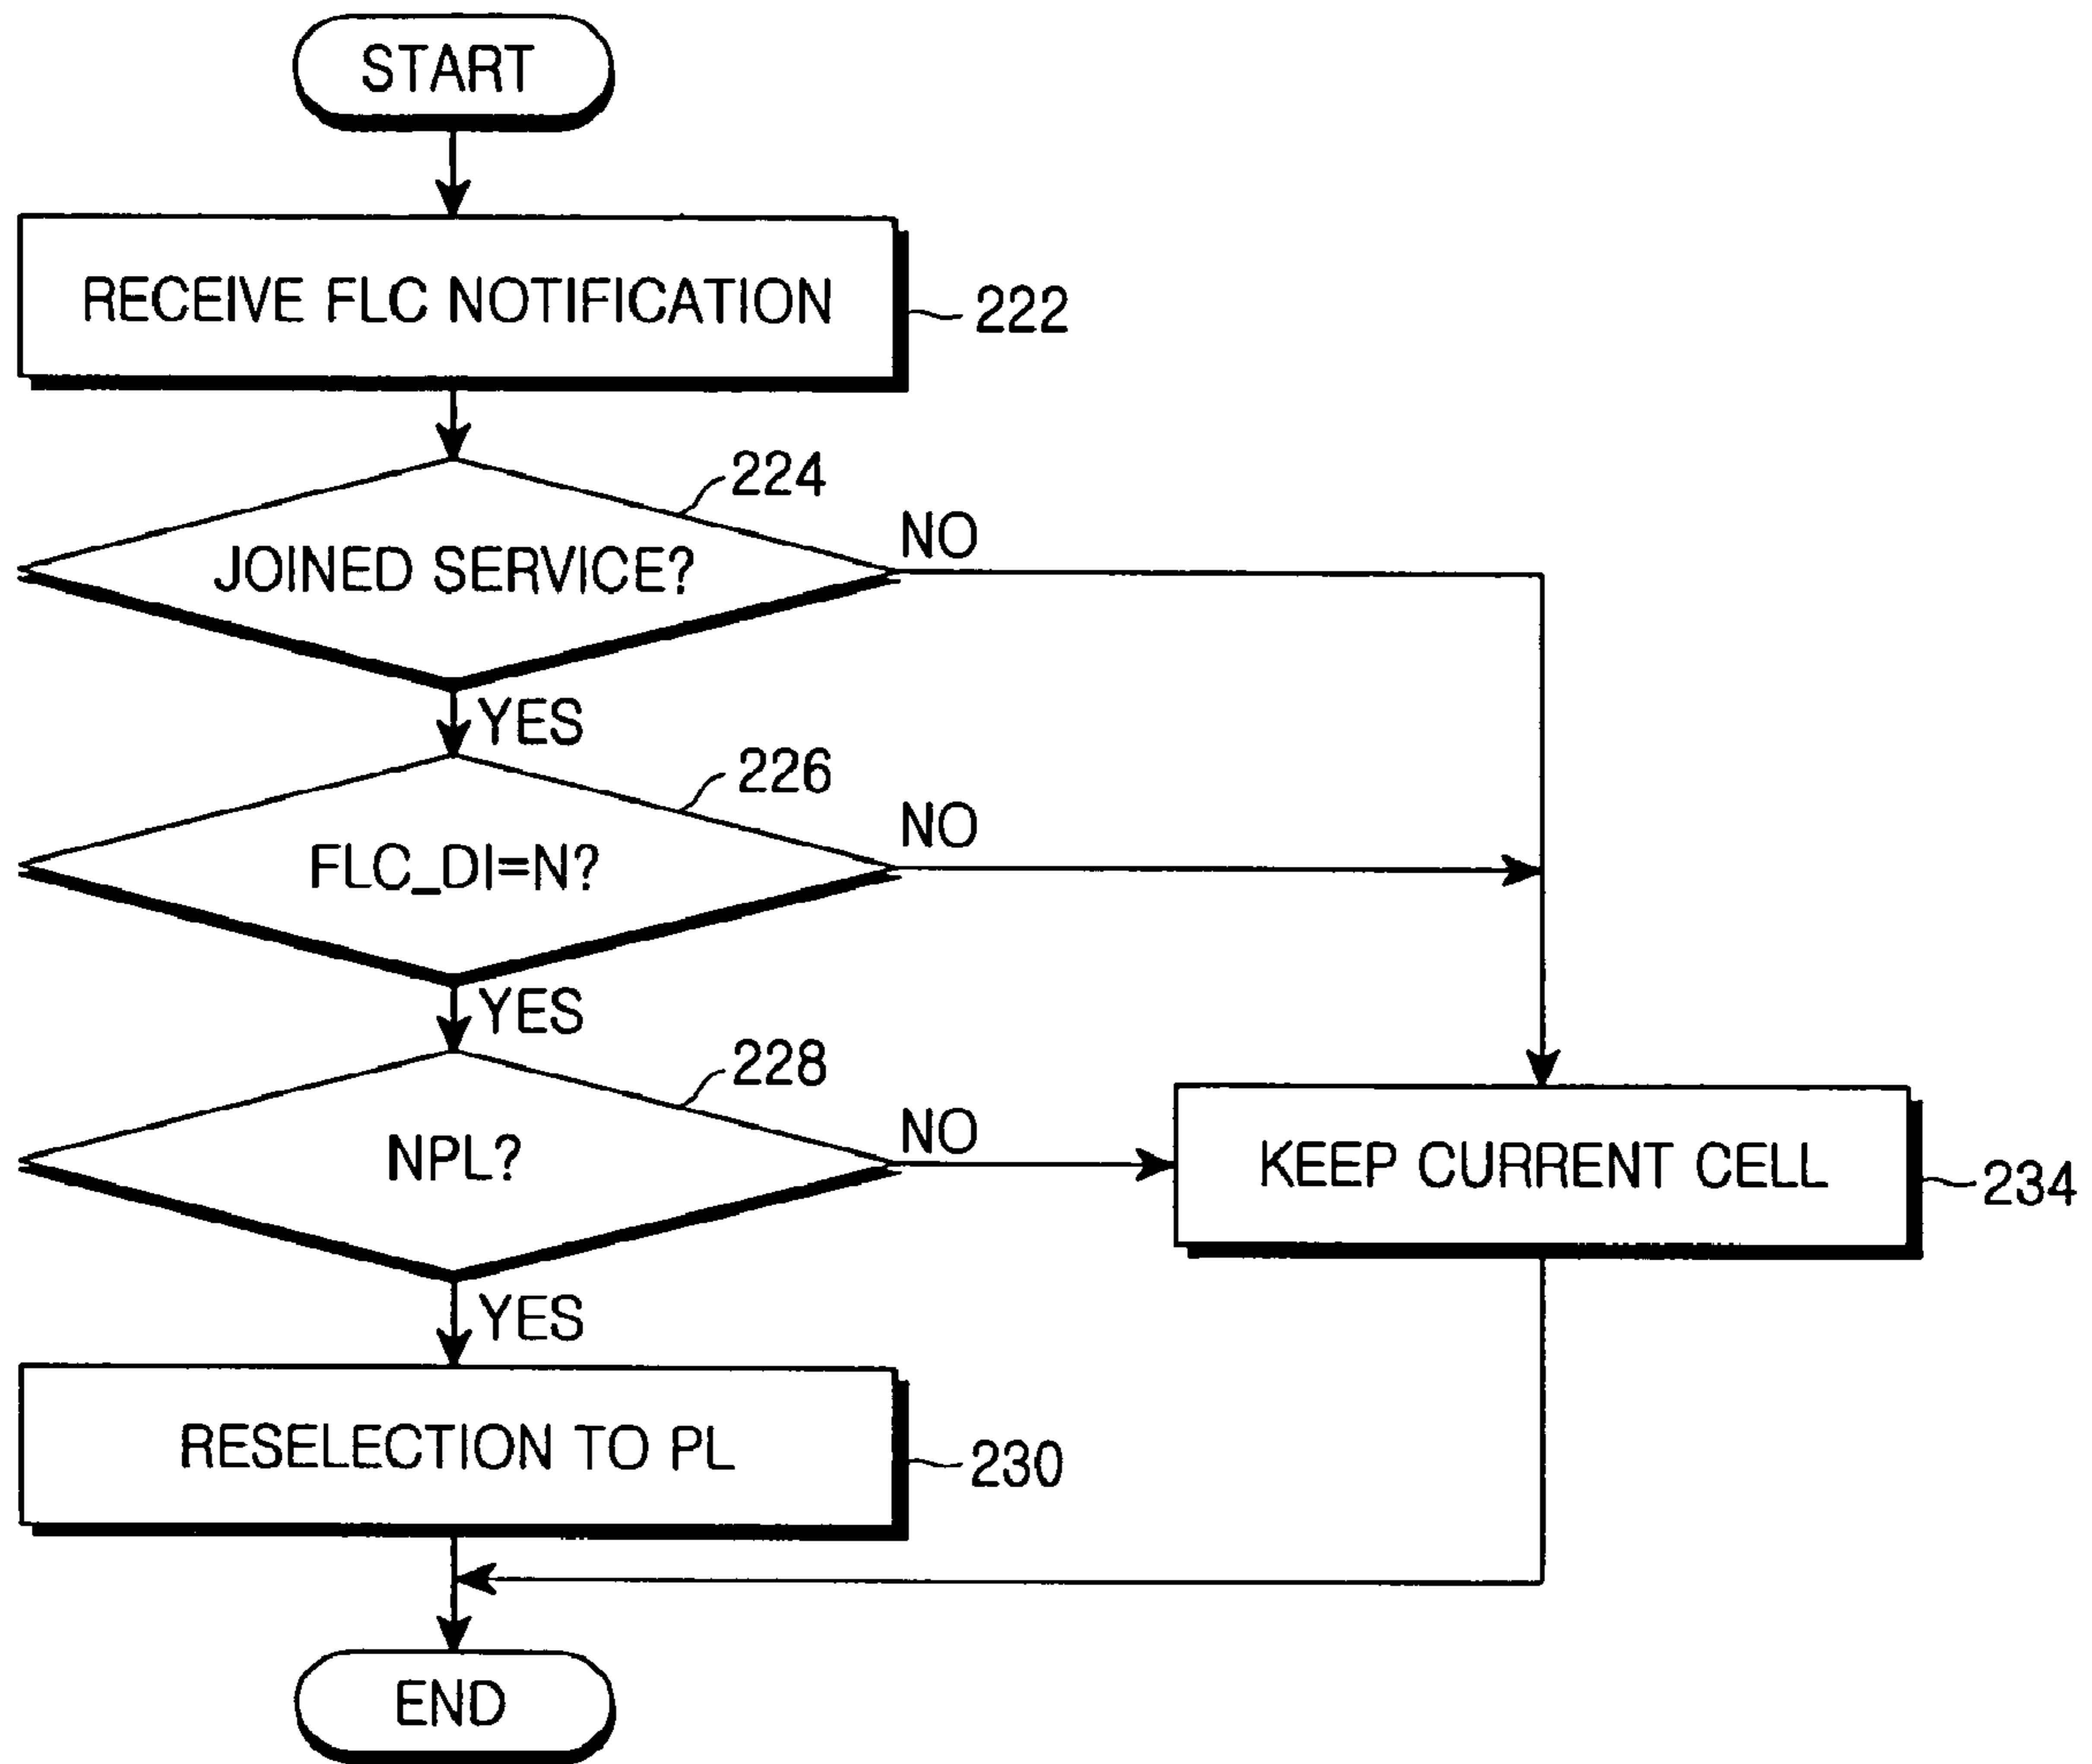 START
RECEIVE FLC NOTIFICATION
222
224
JOINED SERVICE?
NO
YES
226
FLC_DI=N?
NO
YES
228
NPL?
NO
KEEP CURRENT CELL
234
YES
RESELECTION TO PL
230
END